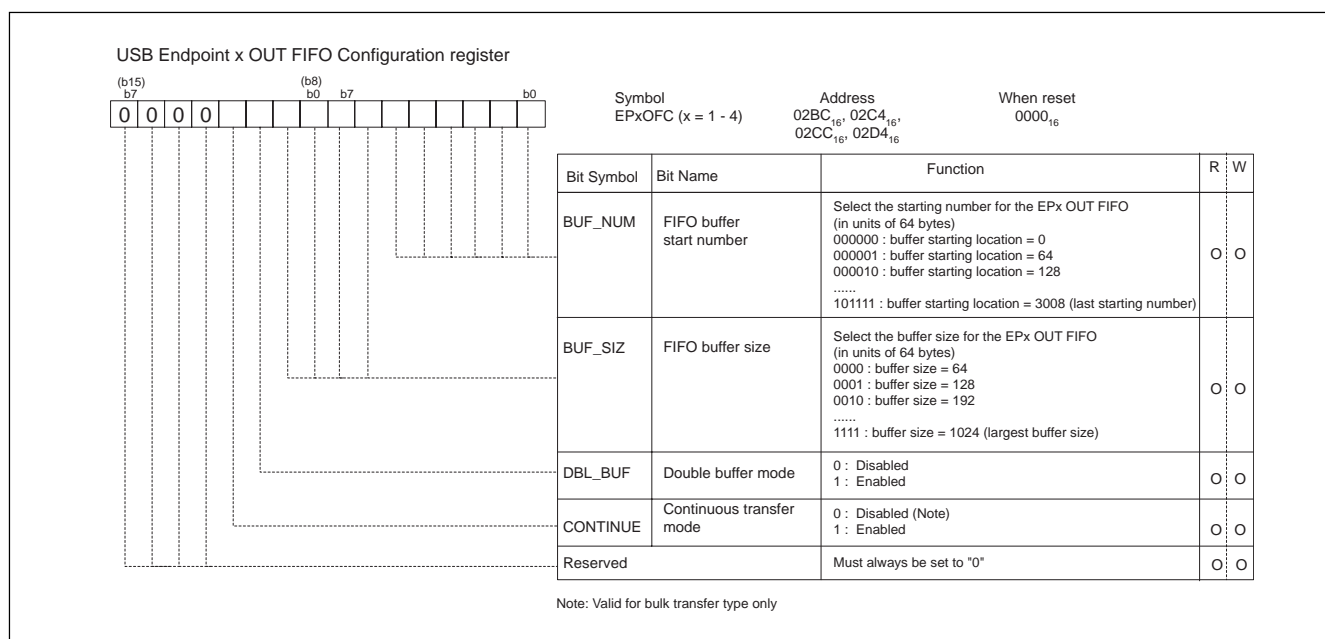 USB Endpoint x OUT FIFO Configuration register
(b15) (b8)
b7 b0 b7 b0
0 0 0 0
Symbol Address When reset
EPxOFC (x = 1 - 4) 02BC16, 02C416, 000016
02CC16, 02D416
Bit Symbol Bit Name Function R W
BUF_NUM FIFO buffer Select the starting number for the EPx OUT FIFO
start number (in units of 64 bytes)
000000 : buffer starting location = 0
000001 : buffer starting location = 64 O O
000010 : buffer starting location = 128
......
101111 : buffer starting location = 3008 (last starting number)
BUF_SIZ FIFO buffer size Select the buffer size for the EPx OUT FIFO
(in units of 64 bytes)
0000 : buffer size = 64
0001 : buffer size = 128 O O
0010 : buffer size = 192
......
1111 : buffer size = 1024 (largest buffer size)
DBL_BUF Double buffer mode 0 : Disabled
1 : Enabled O O
CONTINUE Continuous transfer 0 : Disabled (Note)
mode 1 : Enabled O O
Reserved Must always be set to "0" O O
Note: Valid for bulk transfer type only